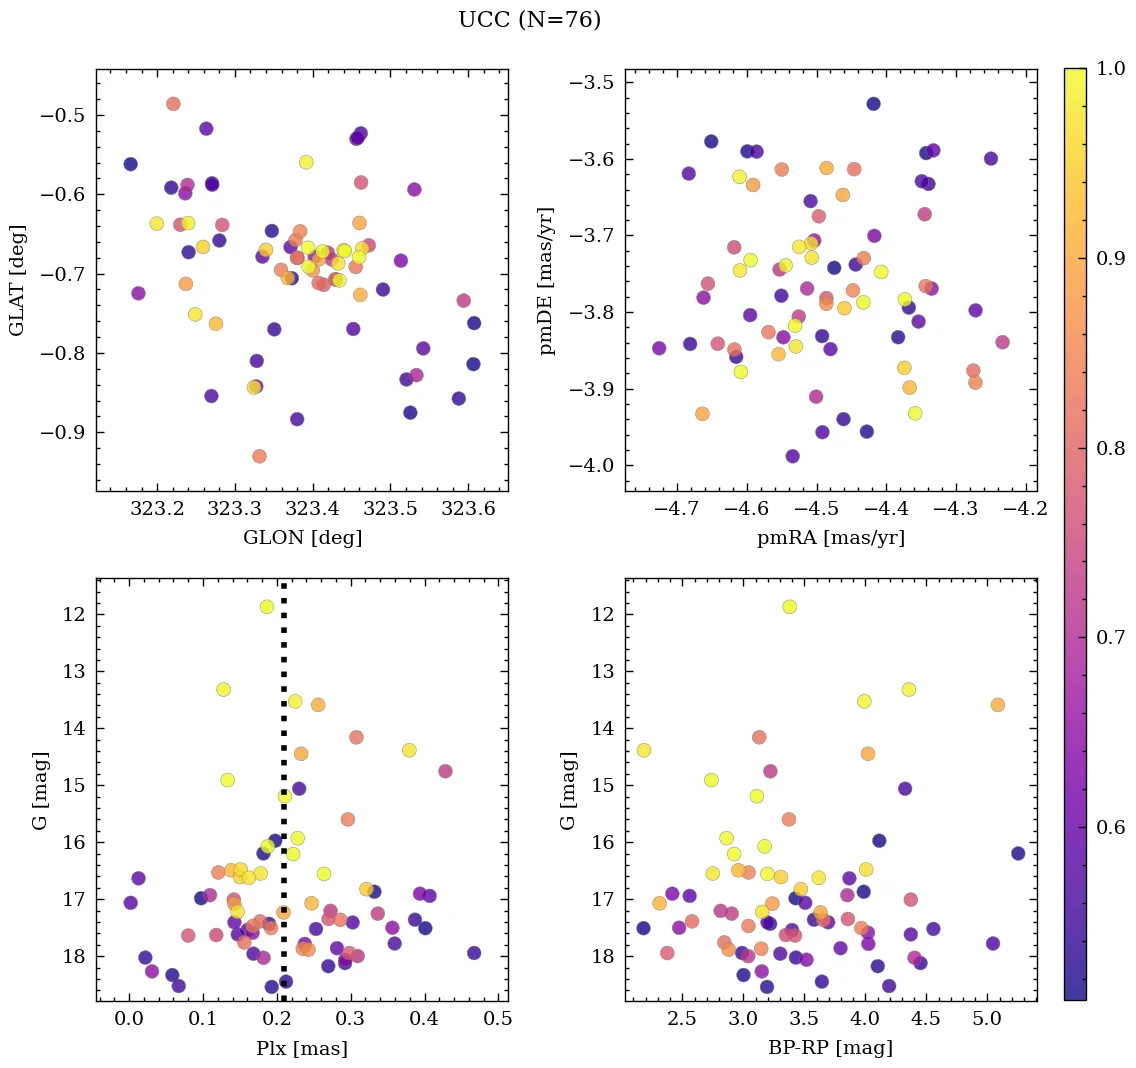 UCC (N=76)
−0.5
−0.6
−0.7
−0.8
−0.9
GLAT [deg]
323.2 323.3 323.4 323.5 323.6
GLON [deg]
−3.5
−3.6
−3.7
−3.8
−3.9
−4.0
pmDE [mas/yr]
−4.7 −4.6 −4.5 −4.4 −4.3 −4.2
pmRA [mas/yr]
1.0
0.9
0.8
0.7
0.6
12
13
14
15
16
17
18
G [mag]
0.0 0.1 0.2 0.3 0.4 0.5
Plx [mas]
12
13
14
15
16
17
18
G [mag]
2.5 3.0 3.5 4.0 4.5 5.0
BP-RP [mag]